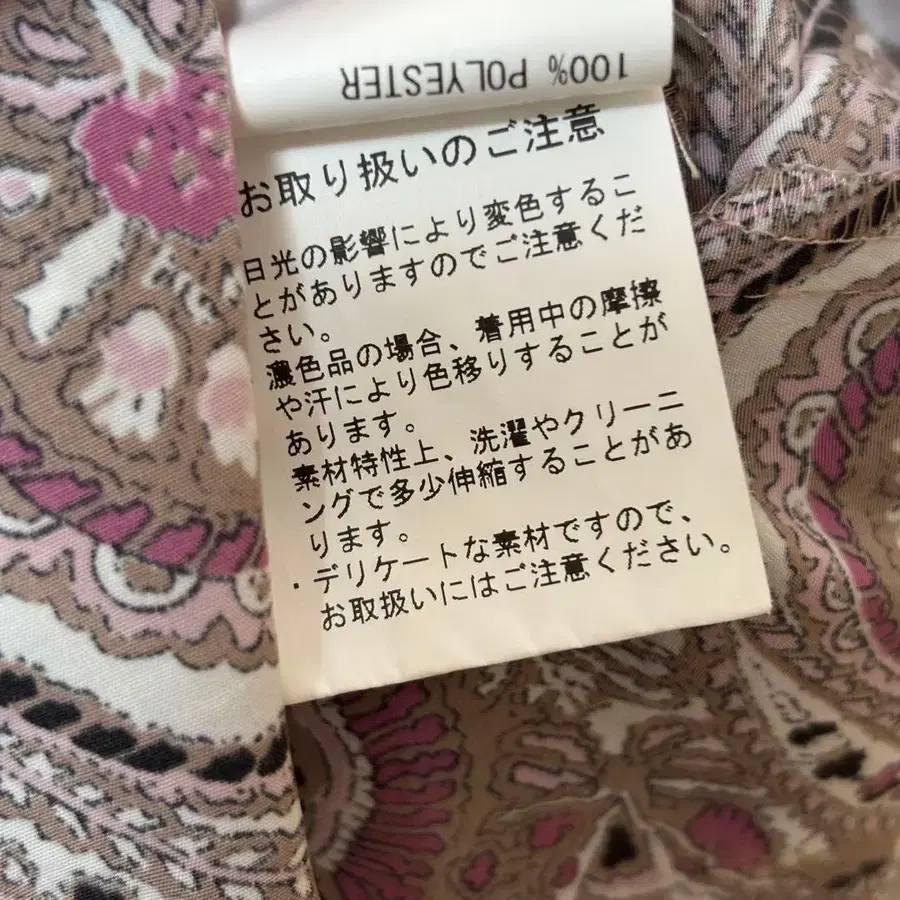 100% POLYESTER
お取り扱いのご注意
日光の影響により変色するこ
とがありますのでご注意くだ
さい。
濃色品の場合、着用中の摩擦
や汗により色移りすることが
あります。
素材特性上、洗濯やクリーニ
ングで多少伸縮することがあ
ります。
・デリケートな素材ですので、
お取扱いにはご注意ください。